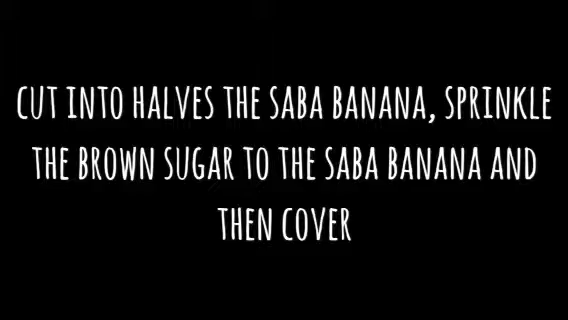 CUT INTO HALVES THE SABA BANANA, SPRINKLE
THE BROWN SUGAR TO THE SABA BANANA AND
THEN COVER